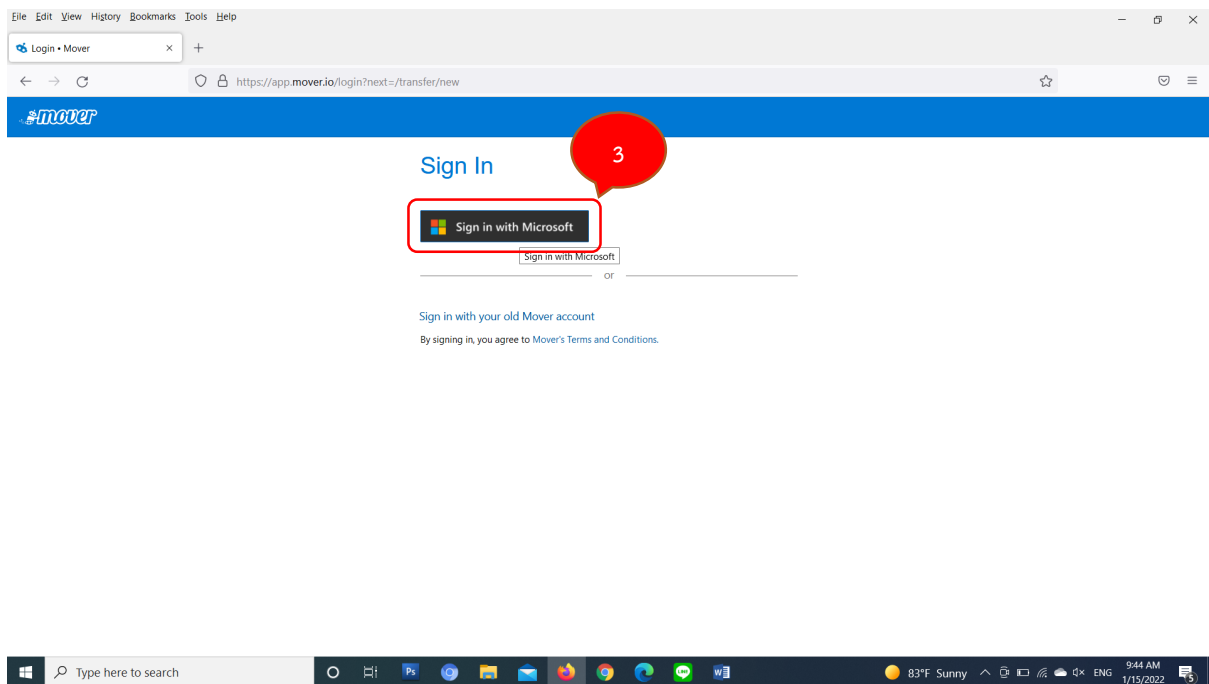 File Edit View History Bookmarks Tools Help
Login • Mover
https://app.mover.io/login?next=/transfer/new
mover
3
Sign In
Sign in with Microsoft
Sign in with Microsoft
or
Sign in with your old Mover account
By signing in, you agree to Mover's Terms and Conditions.
Type here to search
Ps
LINE
W
83°F Sunny
ENG
9:44 AM
1/15/2022
5